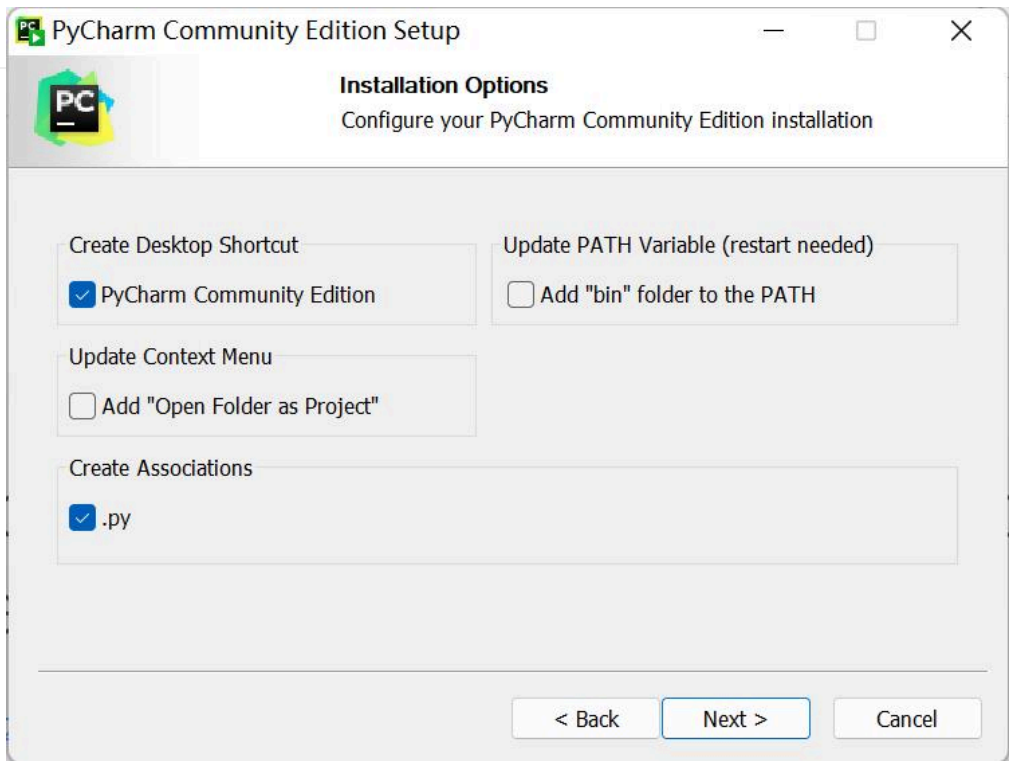 PyCharm Community Edition Setup
PC
Installation Options
Configure your PyCharm Community Edition installation
Create Desktop Shortcut
PyCharm Community Edition
Update PATH Variable (restart needed)
Add "bin" folder to the PATH
Update Context Menu
Add "Open Folder as Project"
Create Associations
.py
< Back
Next >
Cancel